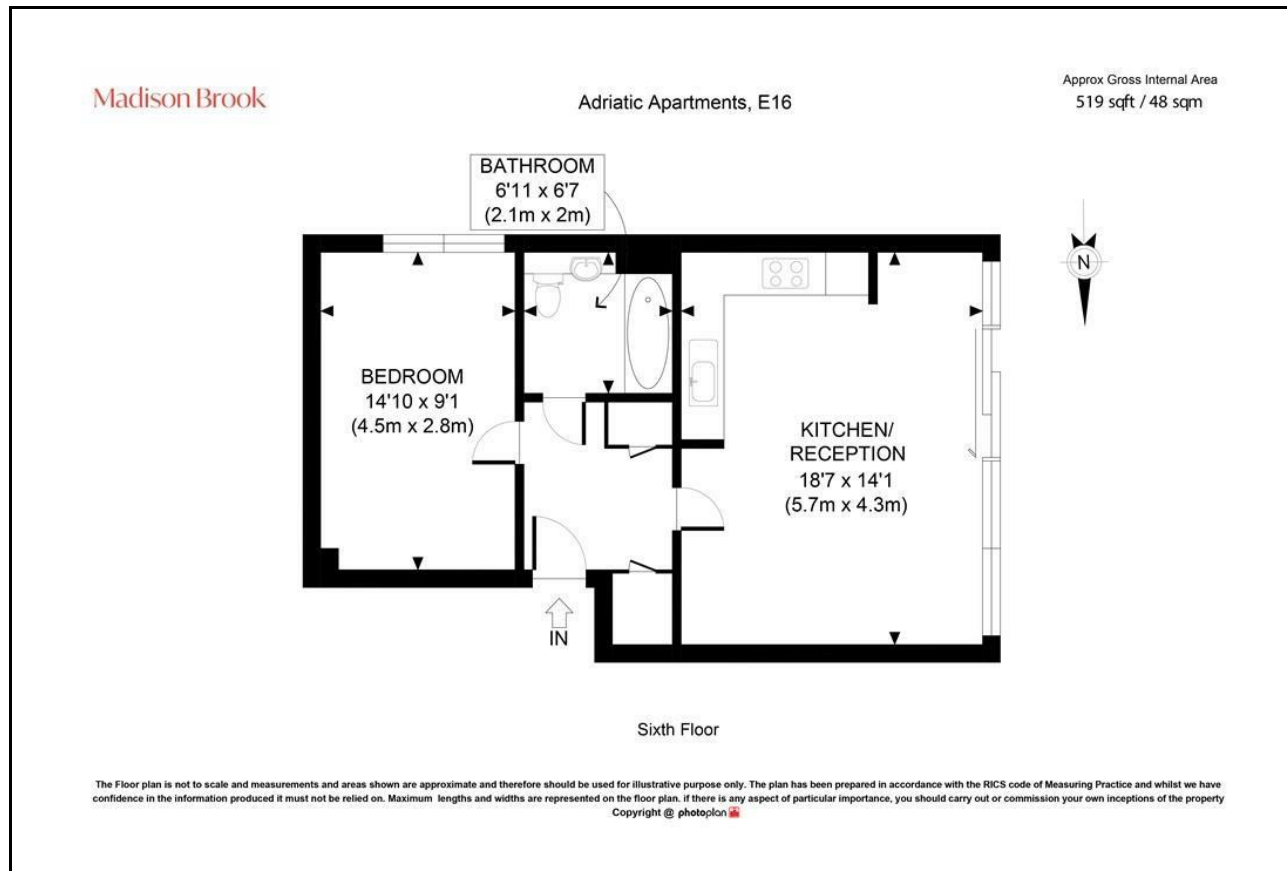 Madison Brook
Adriatic Apartments, E16
Approx Gross Internal Area
519 sqft / 48 sqm
BATHROOM
6'11 x 6'7
(2.1m x 2m)
N
BEDROOM
14'10 x 9'1
(4.5m x 2.8m)
KITCHEN/
RECEPTION
18'7 x 14'1
(5.7m x 4.3m)
IN
Sixth Floor
The Floor plan is not to scale and measurements and areas shown are approximate and therefore should be used for illustrative purpose only. The plan has been prepared in accordance with the RICS code of Measuring Practice and whilst we have
confidence in the information produced it must not be relied on. Maximum lengths and widths are represented on the floor plan. if there is any aspect of particular importance, you should carry out or commission your own inceptions of the property
Copyright @ photoplan